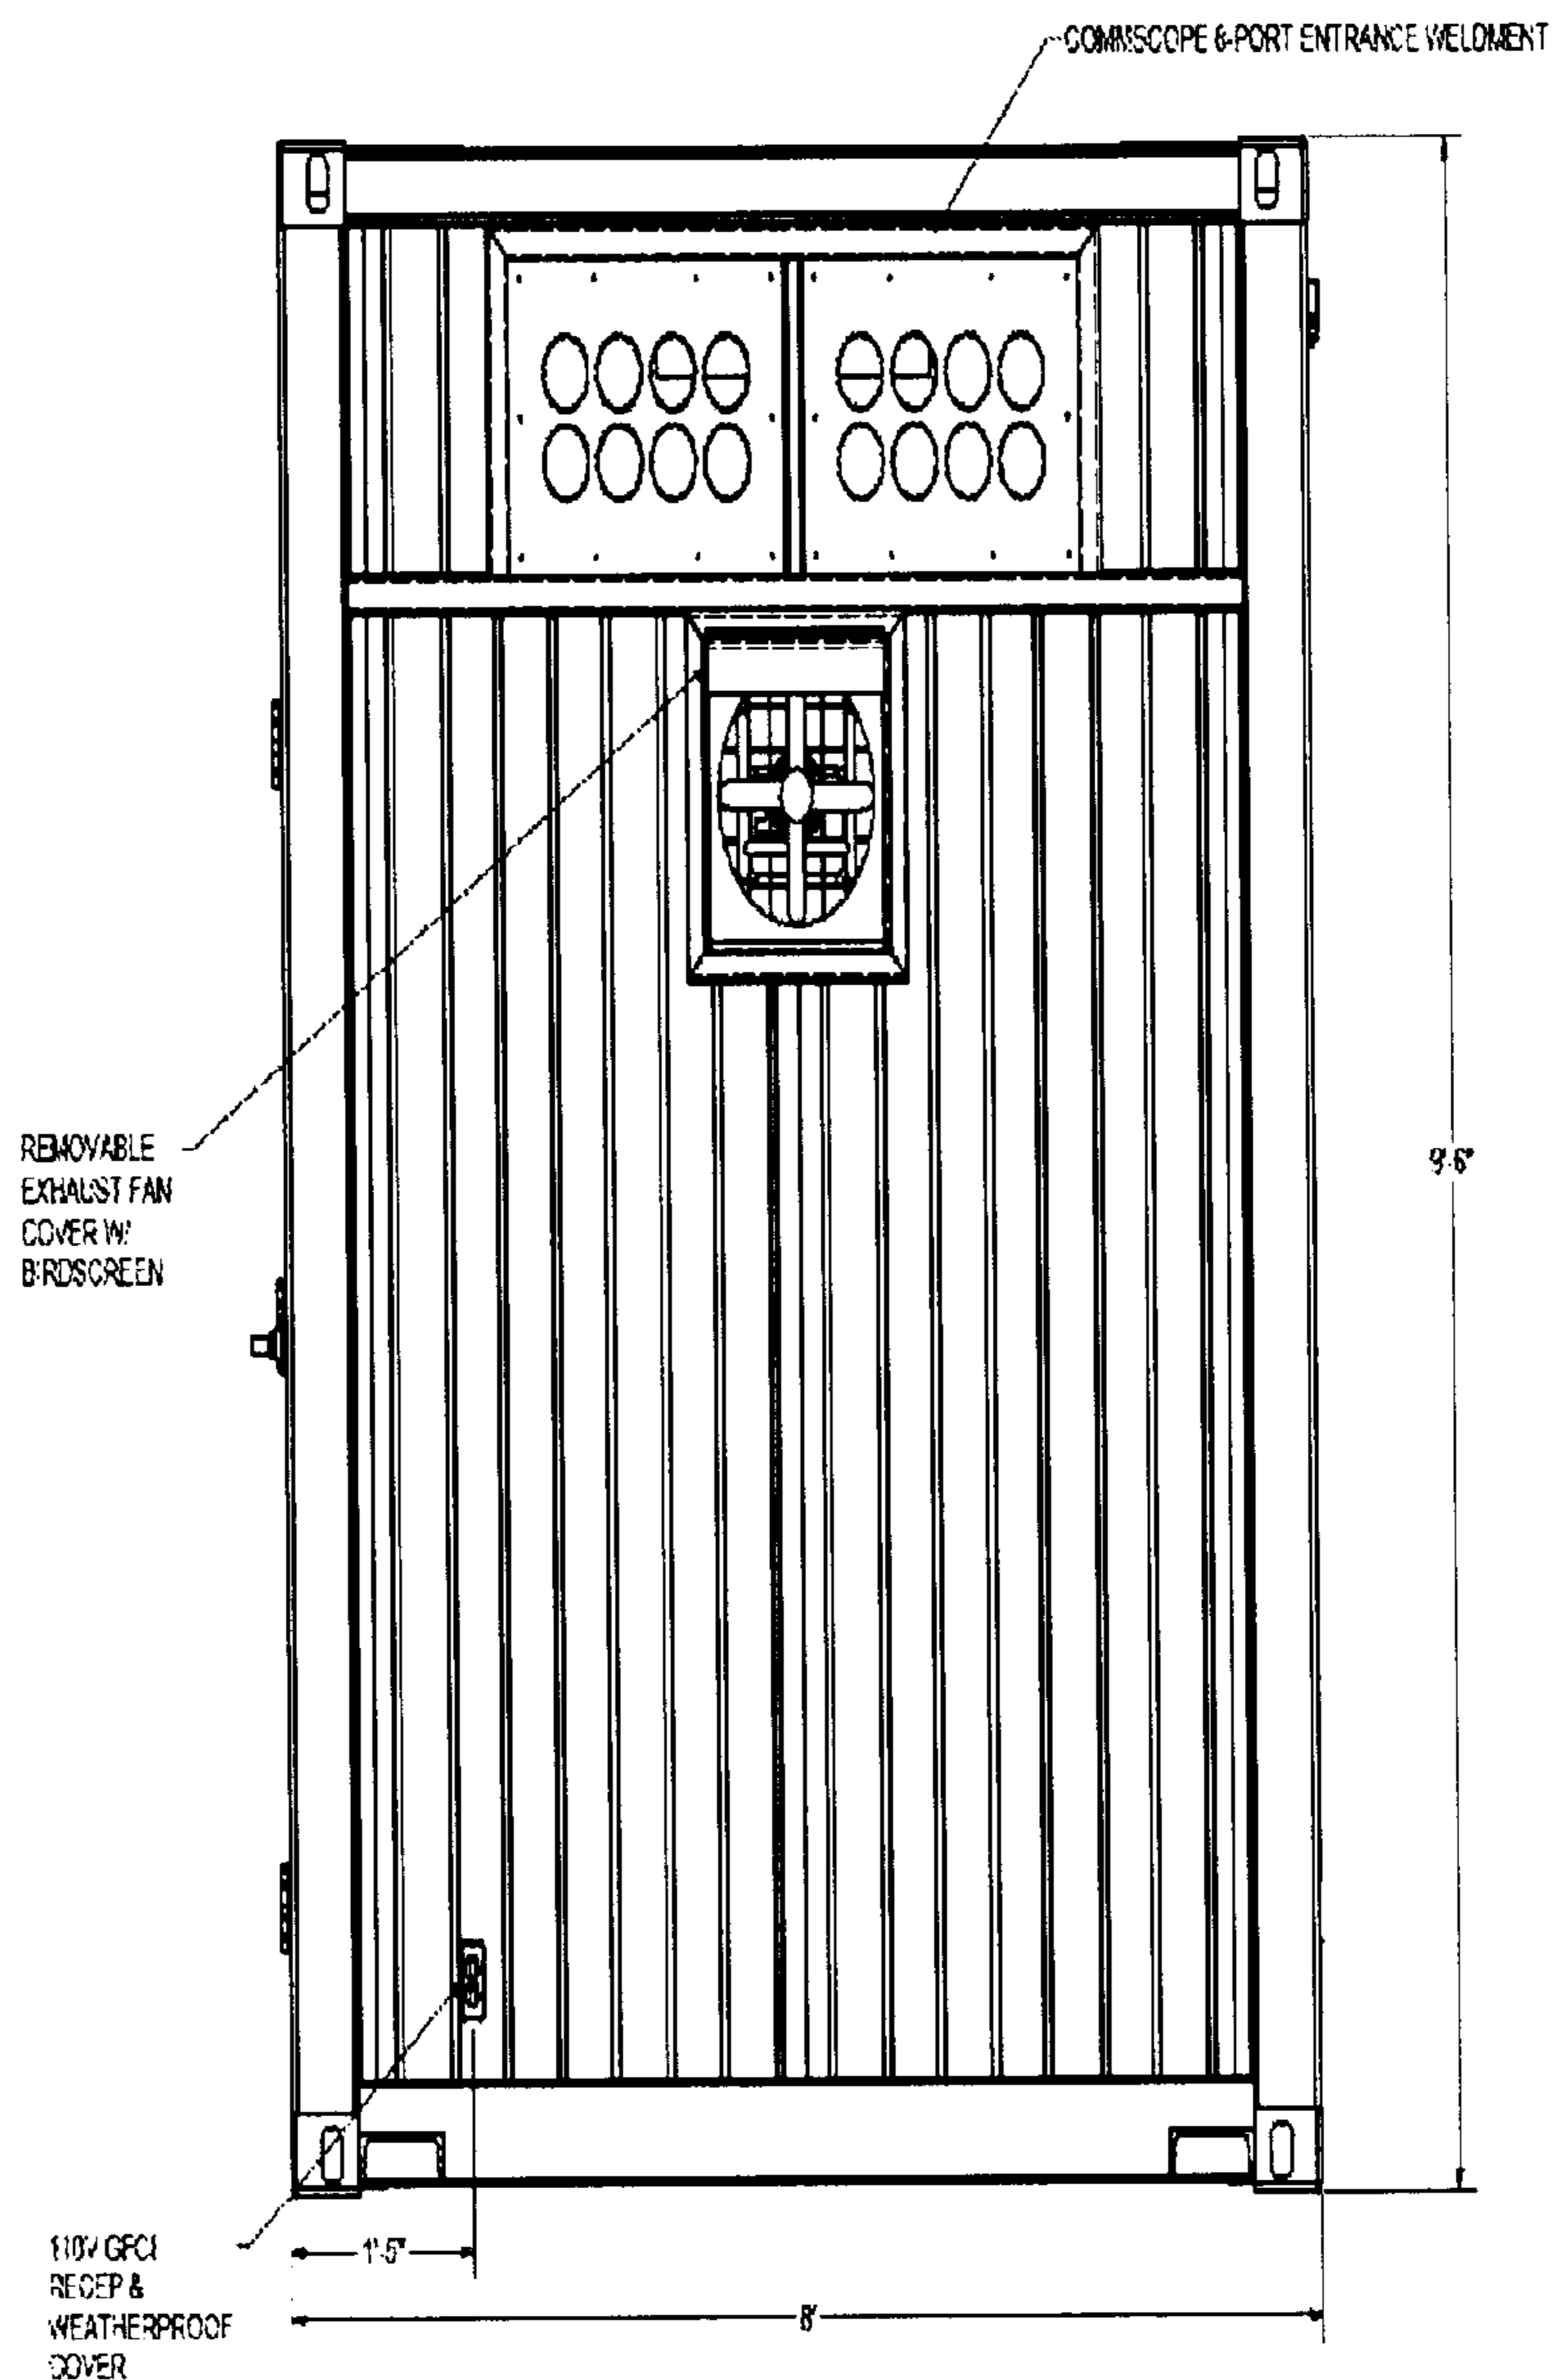 COMMSCOPE 8-PORT ENTRANCE WELDMENT
REMOVABLE
EXHAUST FAN
COVER W/
BIRDSCREEN
9'-6"
110V GFCI
RECEP &
WEATHERPROOF
COVER
1'-5"
8'